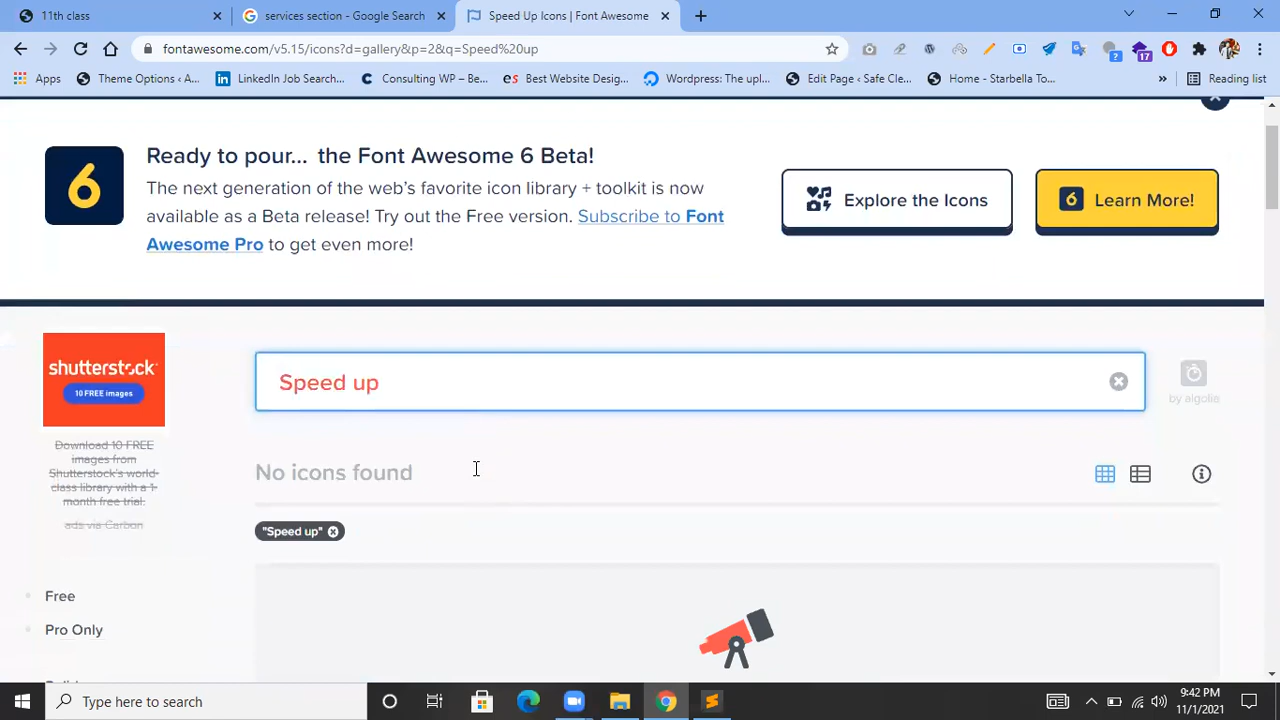 11th class
services section - Google Search
Speed Up Icons | Font Awesome
fontawesome.com/v5.15/icons?d=gallery&p=2&q=Speed%20up
?
17
Apps
Theme Options ‹ A...
LinkedIn Job Search...
Consulting WP – Be...
Best Website Desig...
Wordpress: The upl...
Edit Page ‹ Safe Cle...
Home - Starbella To...
»
Reading list
6
Ready to pour... the Font Awesome 6 Beta!
The next generation of the web's favorite icon library + toolkit is now
available as a Beta release! Try out the Free version. Subscribe to Font
Awesome Pro to get even more!
Explore the Icons
6 Learn More!
shutterstock
10 FREE images
Download 10 FREE
images from
Shutterstock's world-
class library with a 1-
month free trial.
ads via Carbon
Speed up
by algolia
No icons found
"Speed up"
Free
Pro Only
Type here to search
9:42 PM
11/1/2021